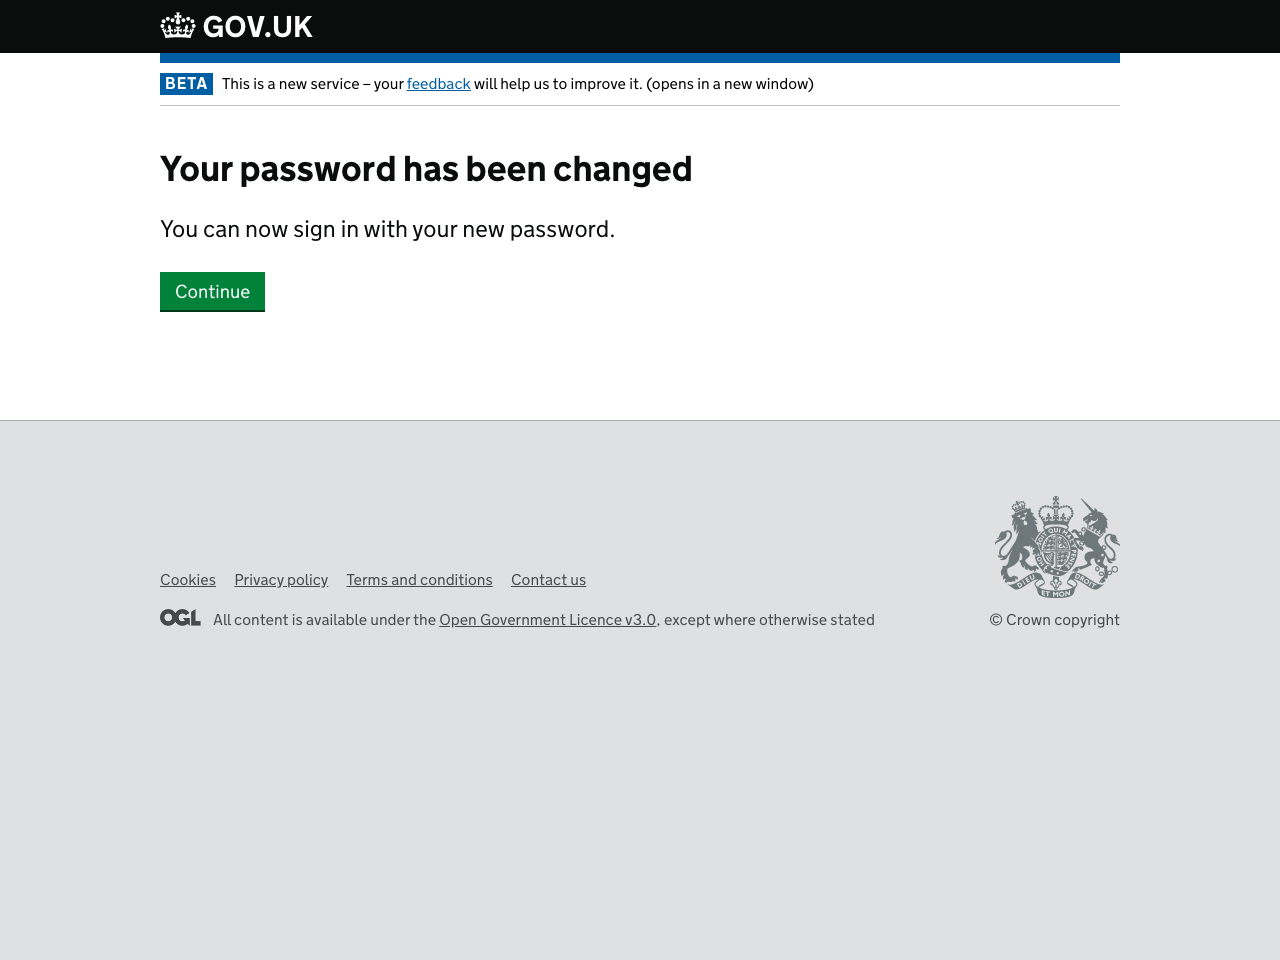 GOV.UK
BETA This is a new service – your feedback will help us to improve it. (opens in a new window)
Your password has been changed
You can now sign in with your new password.
Continue
Cookies Privacy policy Terms and conditions Contact us
OGL All content is available under the Open Government Licence v3.0, except where otherwise stated
© Crown copyright
DIEU ET MON DROIT